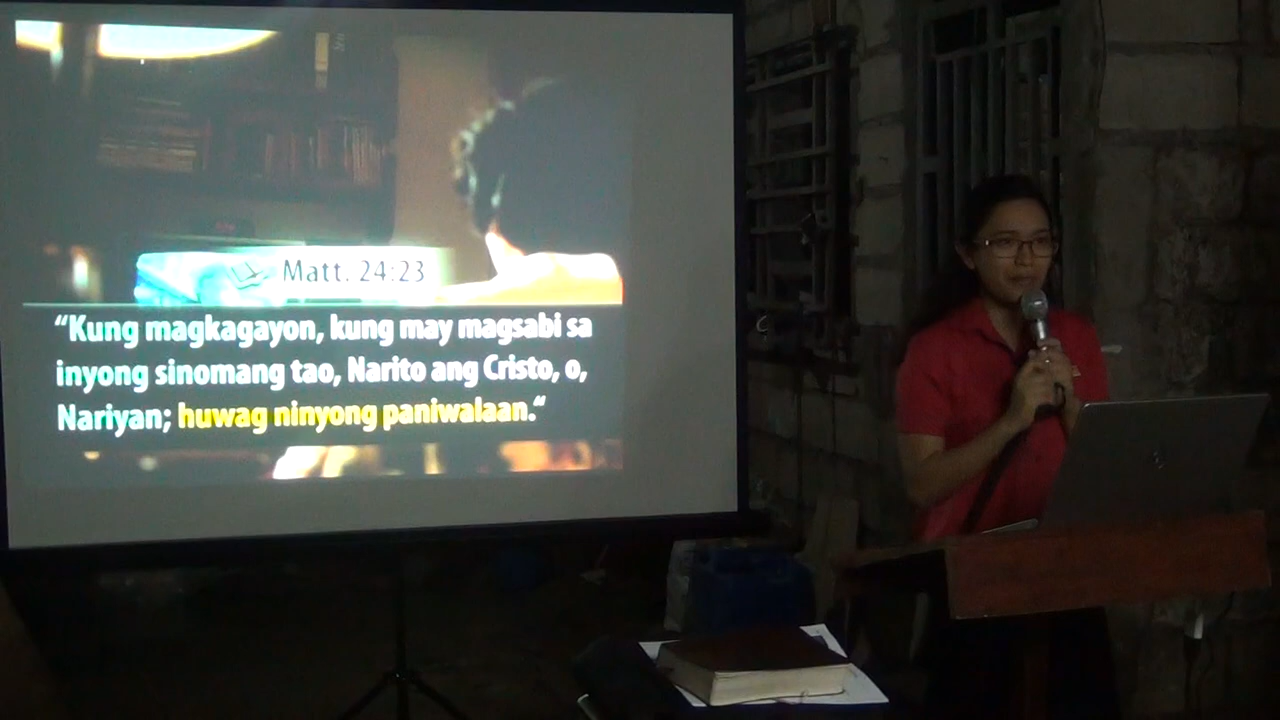 Matt. 24:23
“Kung magkagayon, kung may magsabi sa
inyong sinomang tao, Narito ang Cristo, o,
Nariyan; huwag ninyong paniwalaan.“